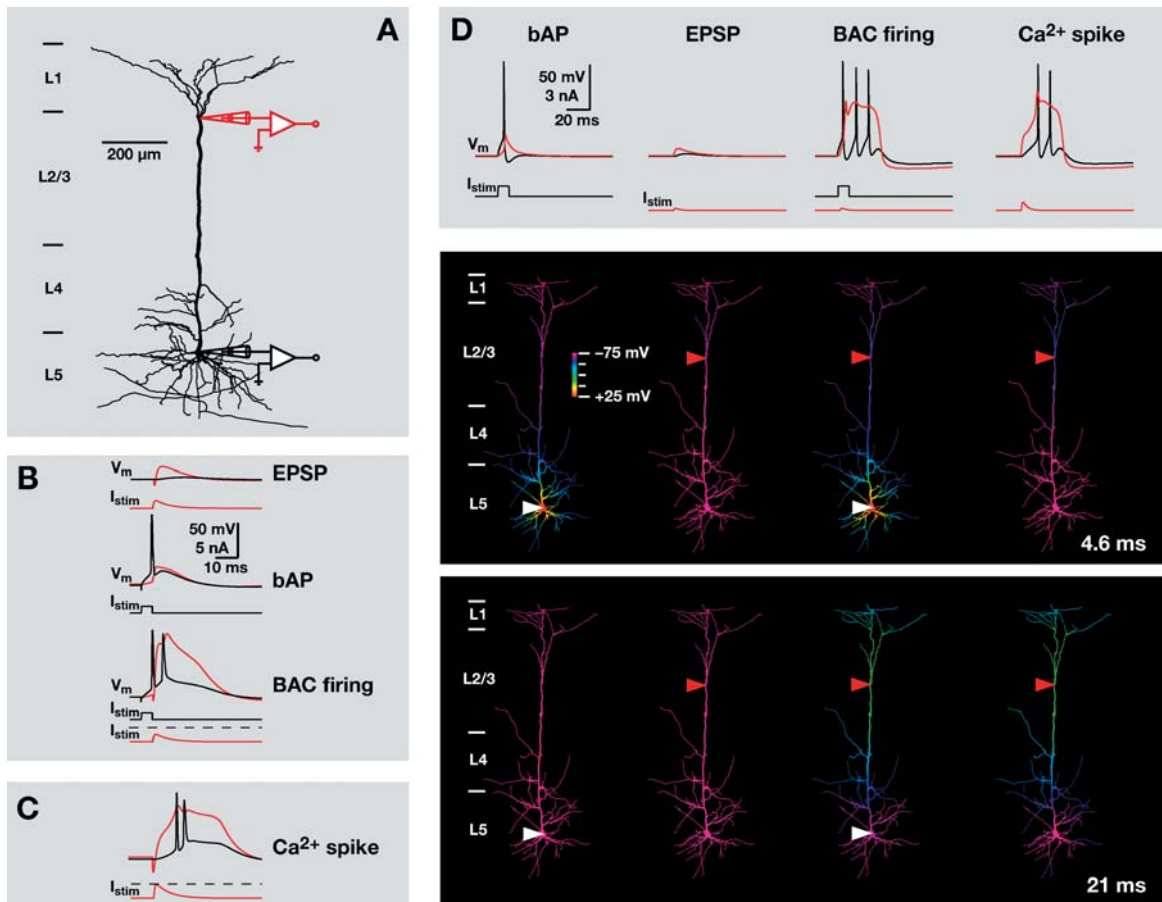 A
L1
200 µm
L2/3
L4
L5
B
Vm
EPSP
Istim
50 mV
5 nA
10 ms
Vm
bAP
Istim
BAC firing
Vm
Istim
Istim
C
Ca2+ spike
Istim
D
bAP EPSP BAC firing Ca2+ spike
50 mV
3 nA
20 ms
Vm
Istim
Istim
L1
L2/3
−75 mV
+25 mV
L4
L5
4.6 ms
L1
L2/3
L4
L5
21 ms